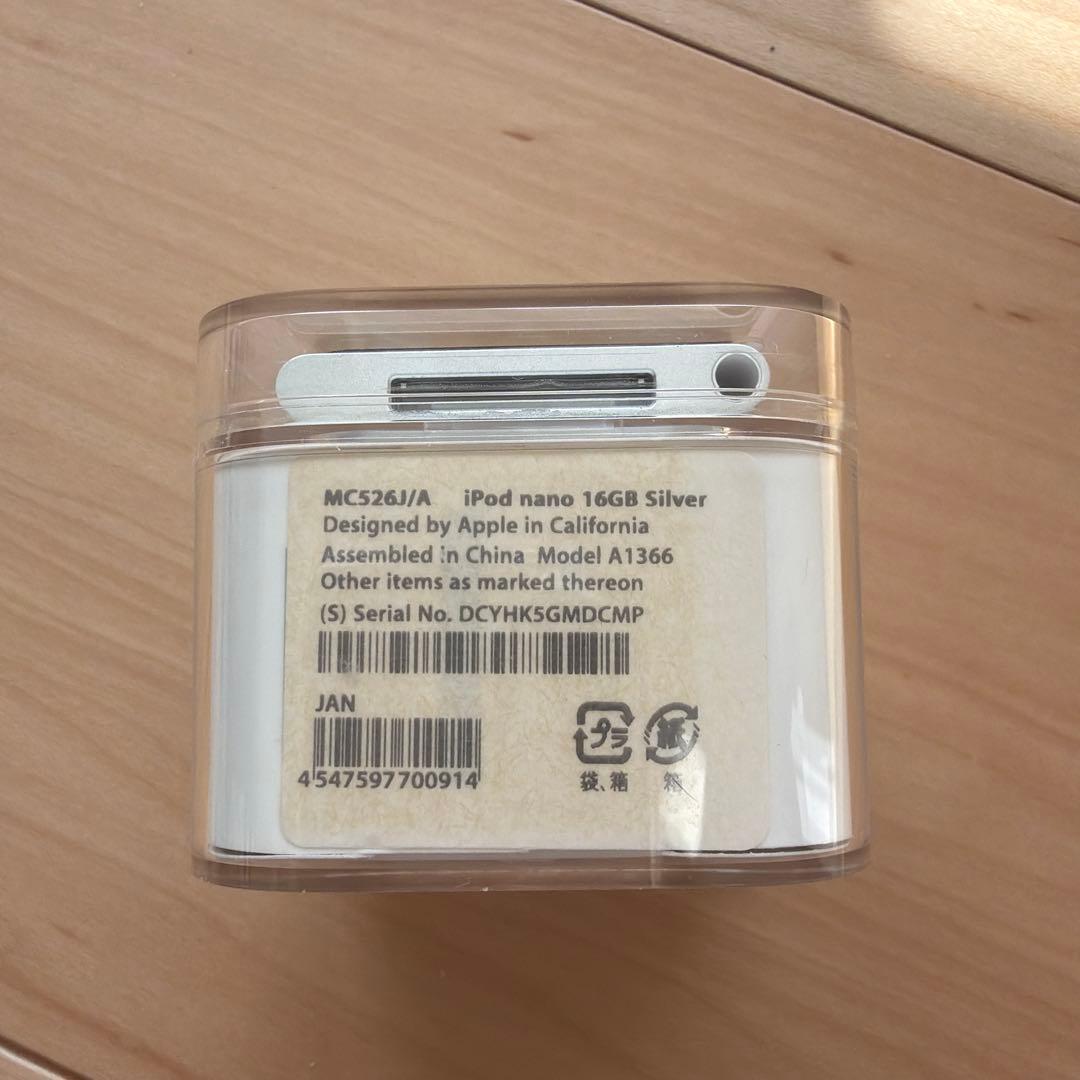 MC526J/A iPod nano 16GB Silver
Designed by Apple in California
Assembled in China Model A1366
Other items as marked thereon
(S) Serial No. DCYHK5GMDCMP
JAN
4547597700914
プラ 紙
袋、箱 箱